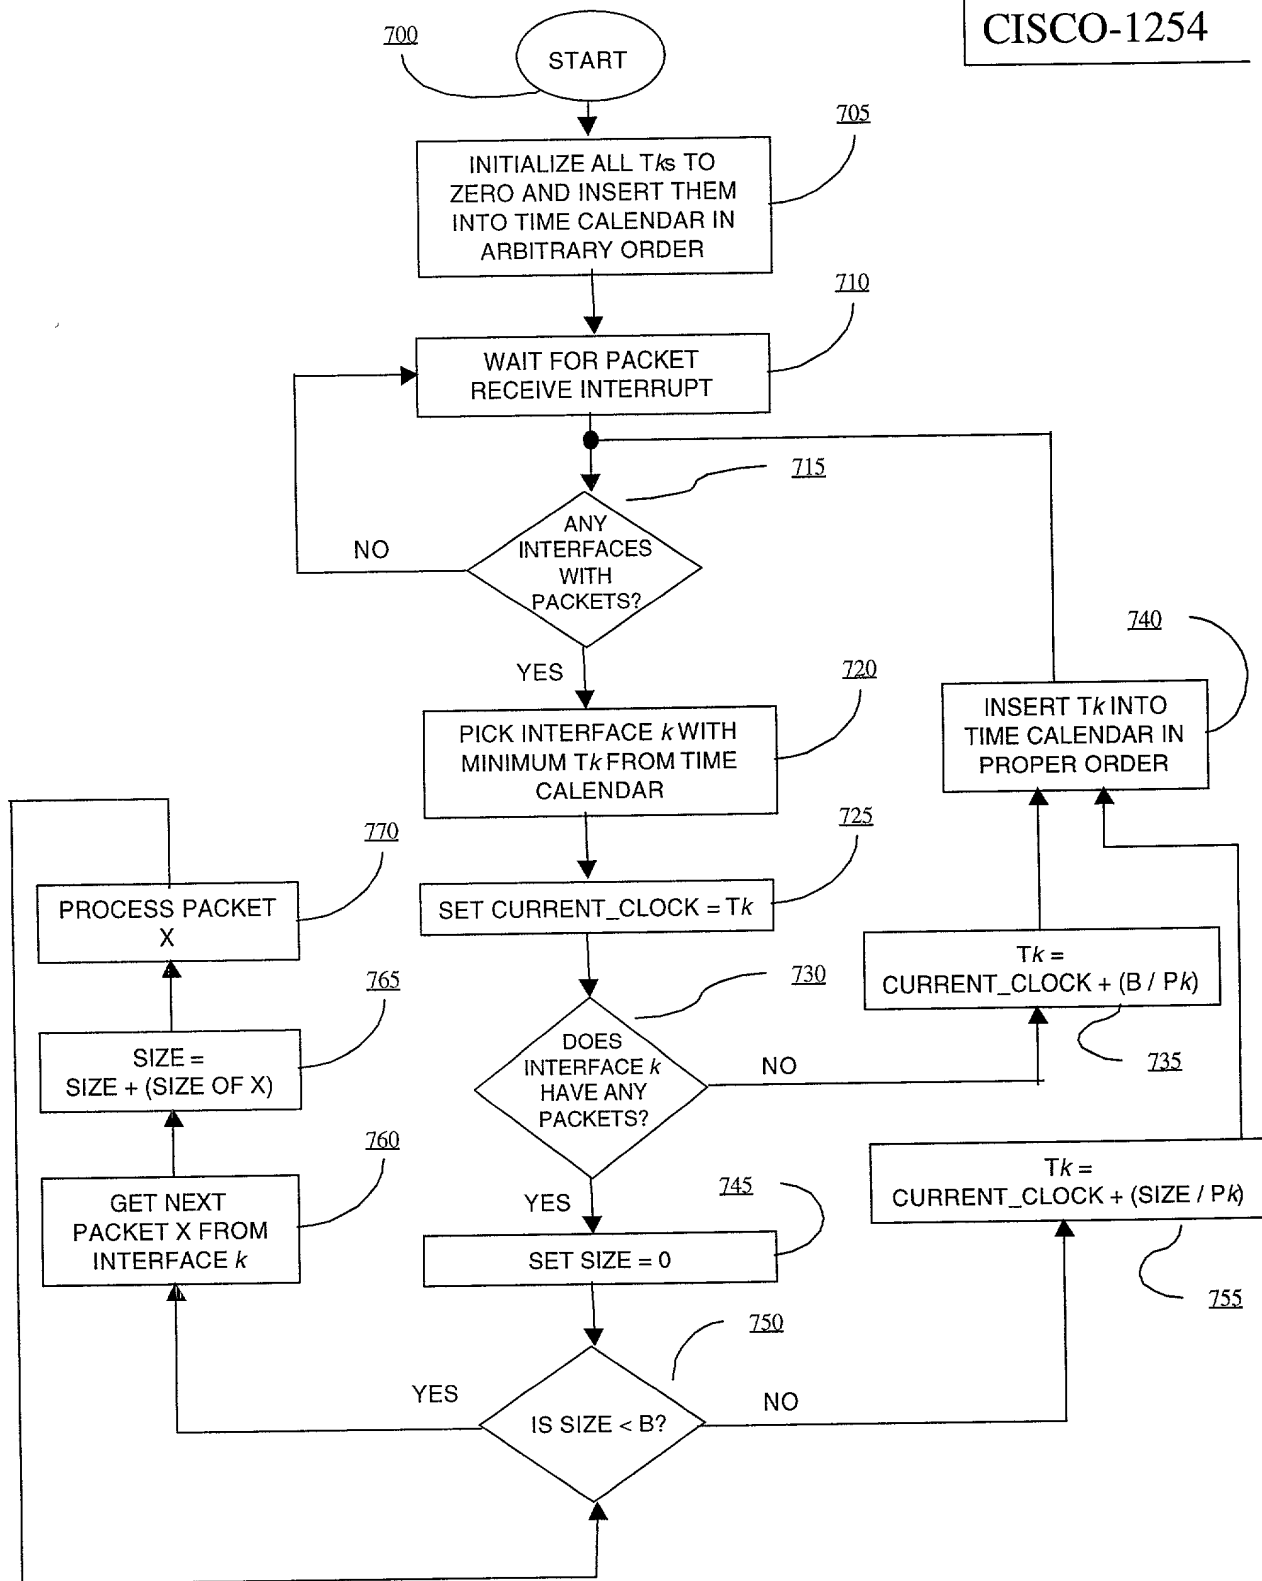 CISCO-1254
700
START
705
INITIALIZE ALL Tks TO
ZERO AND INSERT THEM
INTO TIME CALENDAR IN
ARBITRARY ORDER
710
WAIT FOR PACKET
RECEIVE INTERRUPT
715
ANY
INTERFACES
WITH
PACKETS?
NO
YES
720
PICK INTERFACE k WITH
MINIMUM Tk FROM TIME
CALENDAR
740
INSERT Tk INTO
TIME CALENDAR IN
PROPER ORDER
725
SET CURRENT_CLOCK = Tk
770
PROCESS PACKET
X
730
DOES
INTERFACE k
HAVE ANY
PACKETS?
NO
YES
Tk =
CURRENT_CLOCK + (B / Pk)
735
765
SIZE =
SIZE + (SIZE OF X)
760
GET NEXT
PACKET X FROM
INTERFACE k
745
SET SIZE = 0
Tk =
CURRENT_CLOCK + (SIZE / Pk)
755
750
IS SIZE < B?
YES
NO